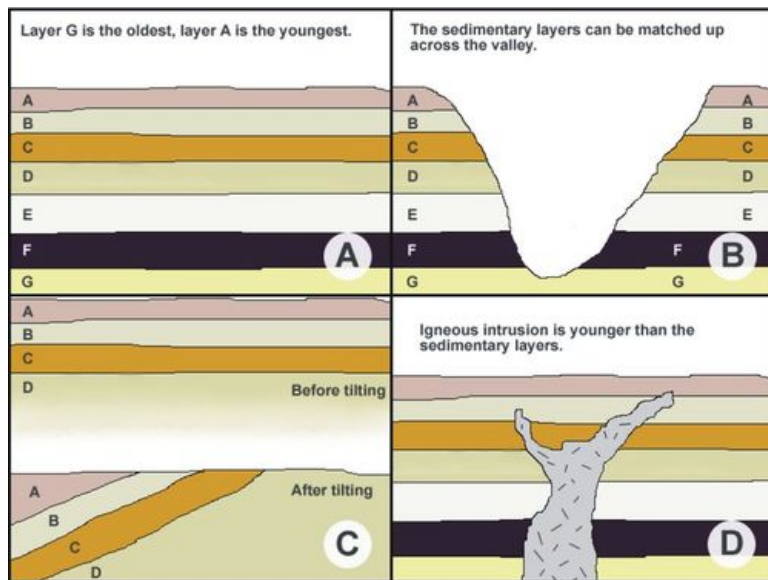 Layer G is the oldest, layer A is the youngest.
A
B
C
D
E
F
G
A
The sedimentary layers can be matched up
across the valley.
A A
B B
C C
D D
E E
F F
G G
B
A
B
C
D
Before tilting
After tilting
A
B
C
D
C
Igneous intrusion is younger than the
sedimentary layers.
D